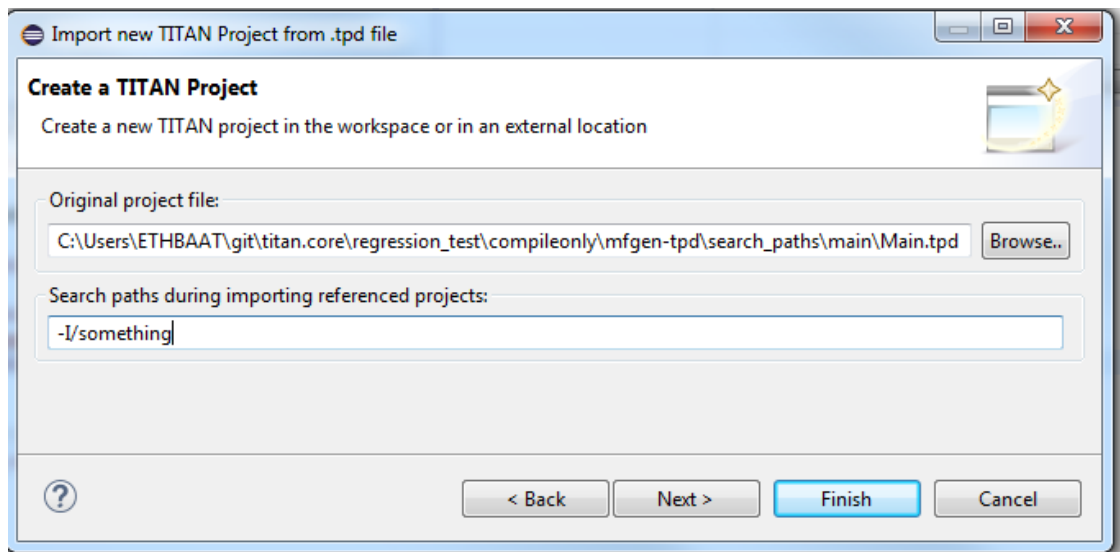 Import new TITAN Project from .tpd file
Create a TITAN Project
Create a new TITAN project in the workspace or in an external location
Original project file:
C:\Users\ETHBAAT\git\titan.core\regression_test\compileonly\mfgen-tpd\search_paths\main\Main.tpd
Browse..
Search paths during importing referenced projects:
-I/something
?
< Back
Next >
Finish
Cancel